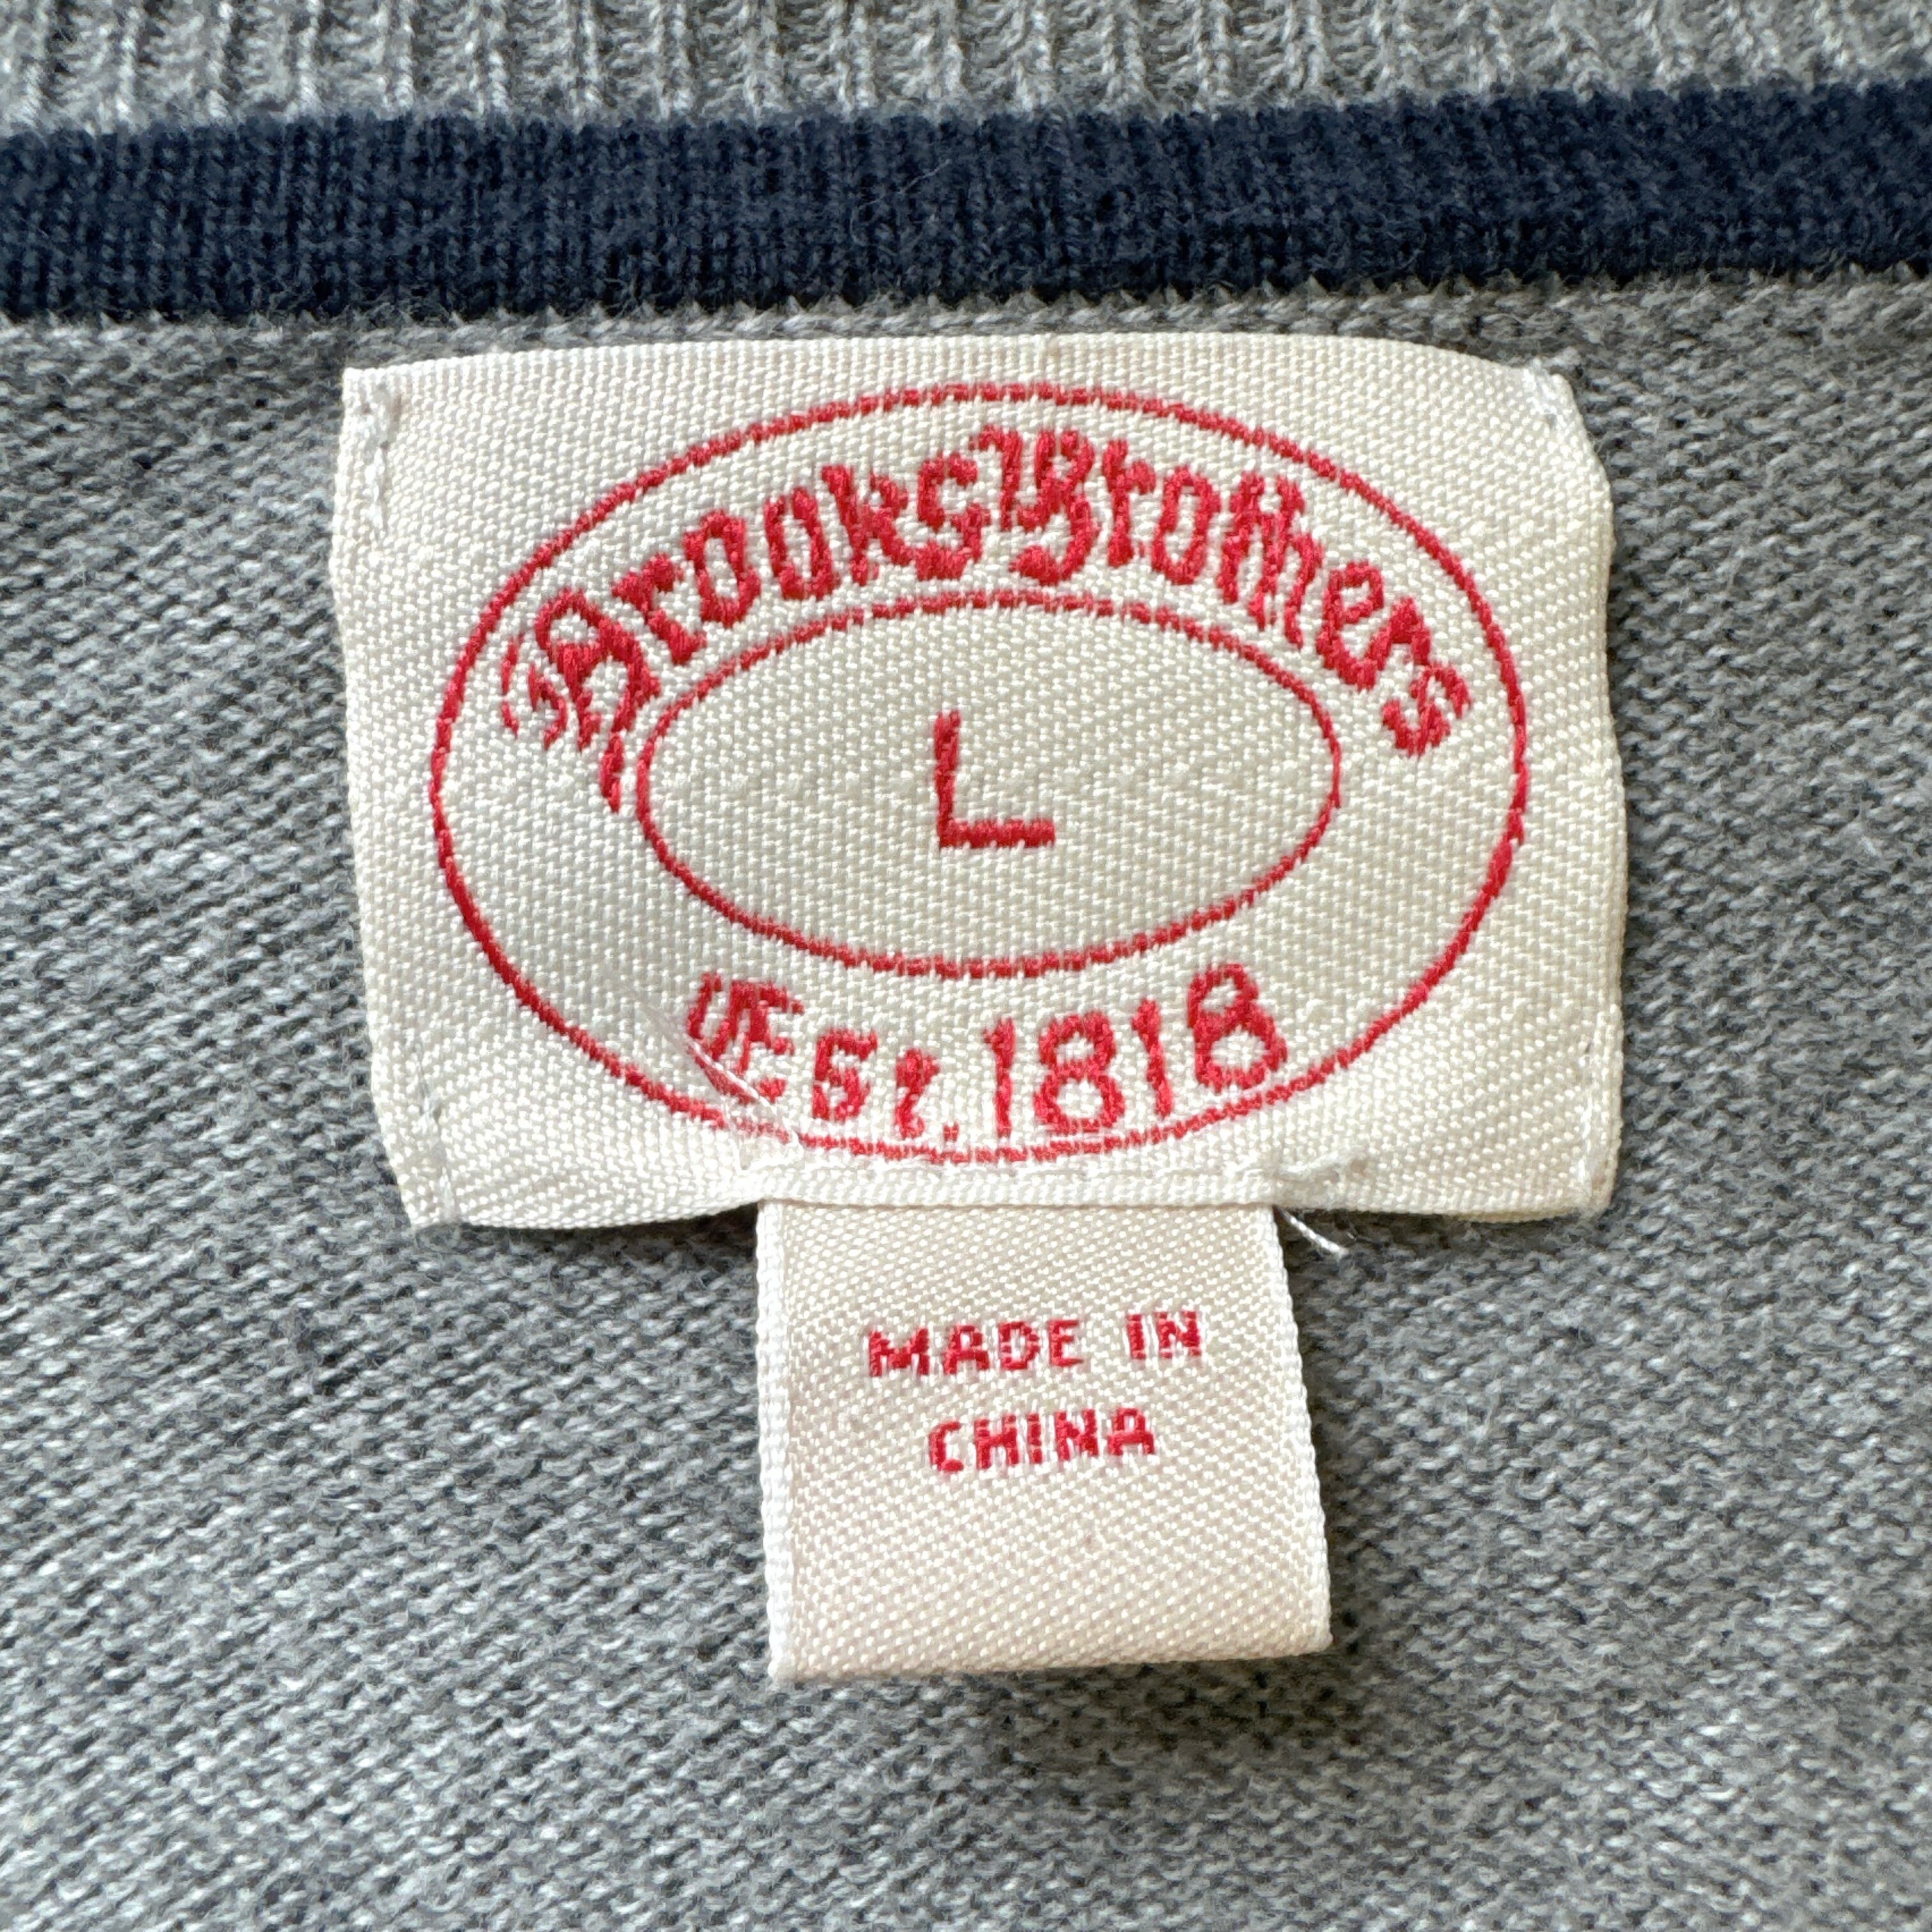 Brooks Brothers
L
Est. 1818
MADE IN
CHINA